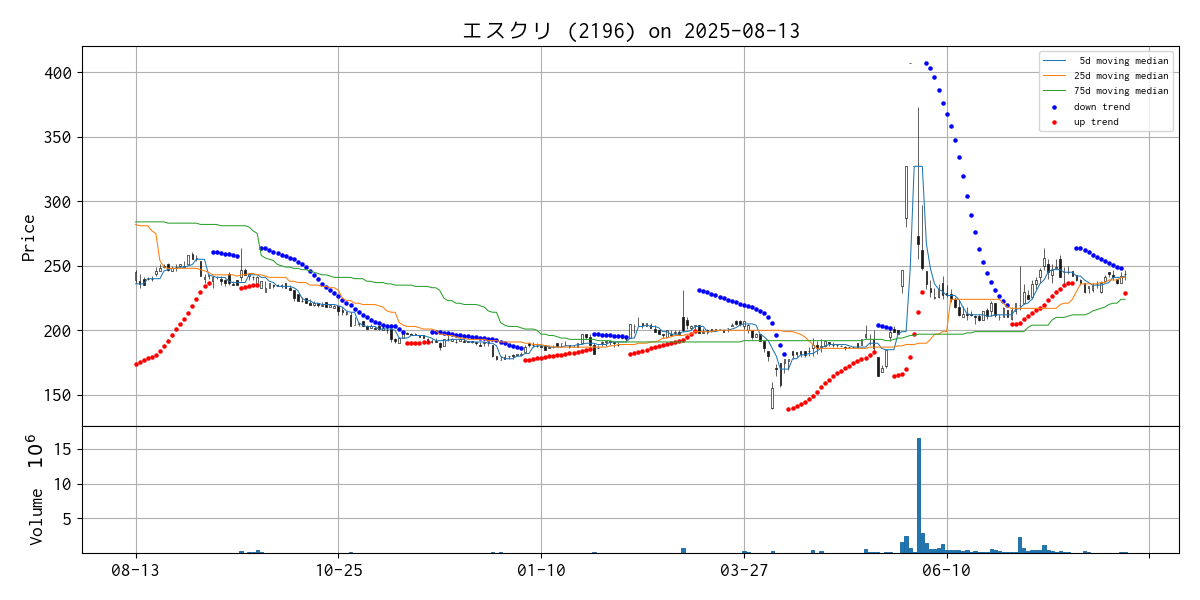 エスクリ (2196) on 2025-08-13
5d moving median
25d moving median
75d moving median
down trend
up trend
Price
400
350
300
250
200
150
Volume 10^6
15
10
5
08-13 10-25 01-10 03-27 06-10